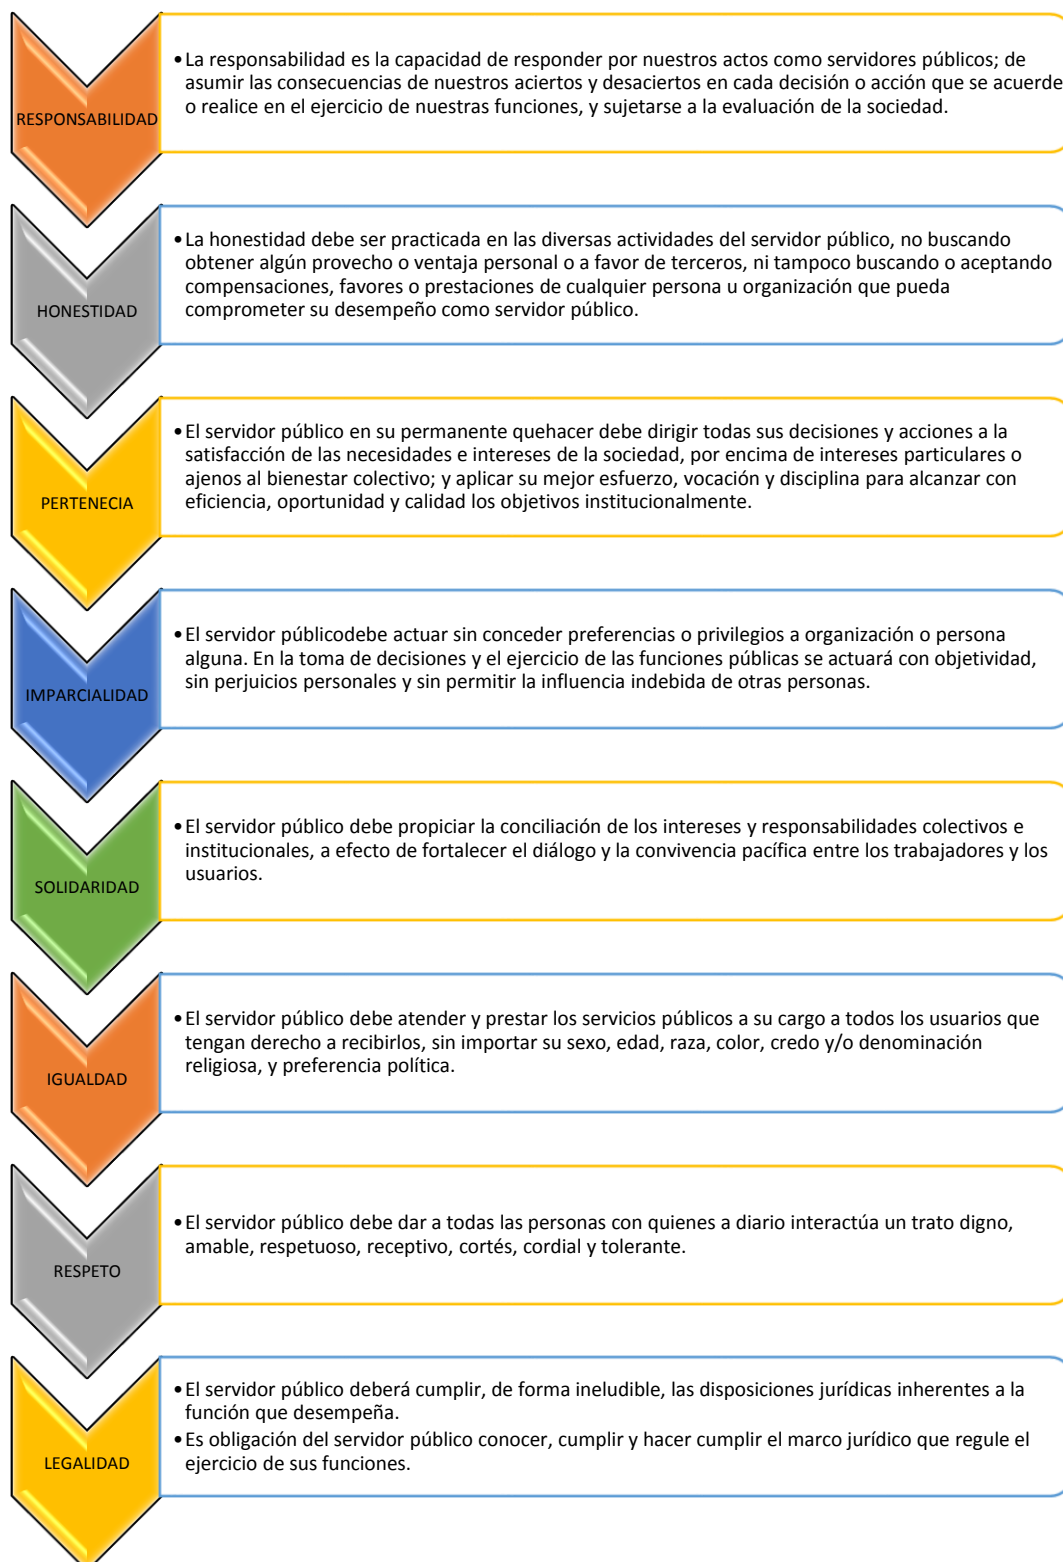 RESPONSABILIDAD
•La responsabilidad es la capacidad de responder por nuestros actos como servidores públicos; de
asumir las consecuencias de nuestros aciertos y desaciertos en cada decisión o acción que se acuerde
o realice en el ejercicio de nuestras funciones, y sujetarse a la evaluación de la sociedad.
HONESTIDAD
•La honestidad debe ser practicada en las diversas actividades del servidor público, no buscando
obtener algún provecho o ventaja personal o a favor de terceros, ni tampoco buscando o aceptando
compensaciones, favores o prestaciones de cualquier persona u organización que pueda
comprometer su desempeño como servidor público.
PERTENECIA
•El servidor público en su permanente quehacer debe dirigir todas sus decisiones y acciones a la
satisfacción de las necesidades e intereses de la sociedad, por encima de intereses particulares o
ajenos al bienestar colectivo; y aplicar su mejor esfuerzo, vocación y disciplina para alcanzar con
eficiencia, oportunidad y calidad los objetivos institucionalmente.
IMPARCIALIDAD
•El servidor públicodebe actuar sin conceder preferencias o privilegios a organización o persona
alguna. En la toma de decisiones y el ejercicio de las funciones públicas se actuará con objetividad,
sin perjuicios personales y sin permitir la influencia indebida de otras personas.
SOLIDARIDAD
•El servidor público debe propiciar la conciliación de los intereses y responsabilidades colectivos e
institucionales, a efecto de fortalecer el diálogo y la convivencia pacífica entre los trabajadores y los
usuarios.
IGUALDAD
•El servidor público debe atender y prestar los servicios públicos a su cargo a todos los usuarios que
tengan derecho a recibirlos, sin importar su sexo, edad, raza, color, credo y/o denominación
religiosa, y preferencia política.
RESPETO
•El servidor público debe dar a todas las personas con quienes a diario interactúa un trato digno,
amable, respetuoso, receptivo, cortés, cordial y tolerante.
LEGALIDAD
•El servidor público deberá cumplir, de forma ineludible, las disposiciones jurídicas inherentes a la
función que desempeña.
•Es obligación del servidor público conocer, cumplir y hacer cumplir el marco jurídico que regule el
ejercicio de sus funciones.